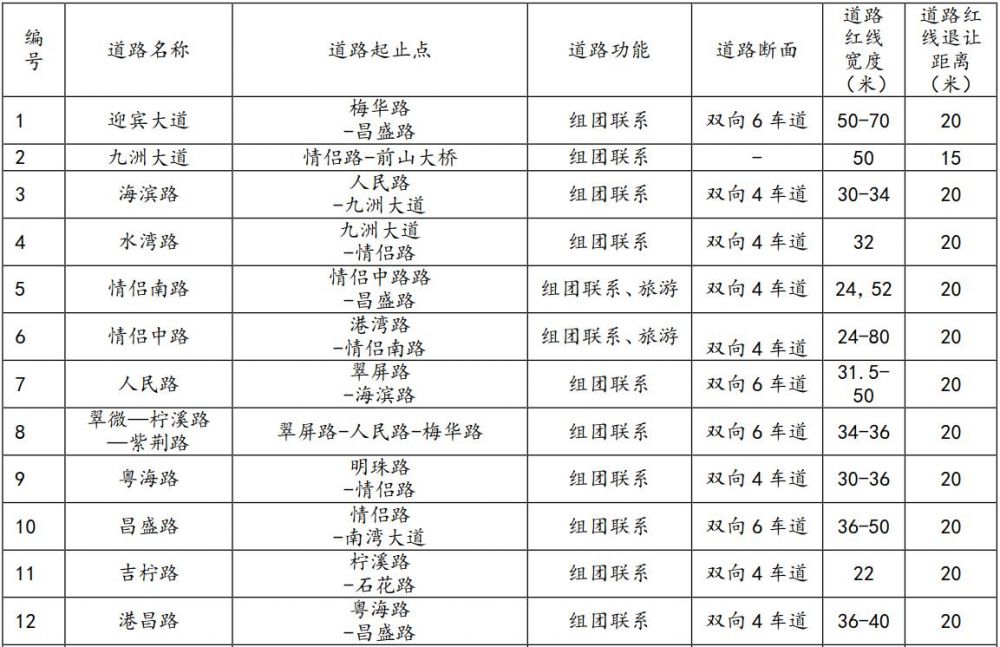 编号 道路名称 道路起止点 道路功能 道路断面 道路红线宽度（米） 道路红线退让距离（米）
1 迎宾大道 梅华路-昌盛路 组团联系 双向6车道 50-70 20
2 九洲大道 情侣路-前山大桥 组团联系 - 50 15
3 海滨路 人民路-九洲大道 组团联系 双向4车道 30-34 20
4 水湾路 九洲大道-情侣路 组团联系 双向4车道 32 20
5 情侣南路 情侣中路路-昌盛路 组团联系、旅游 双向4车道 24,52 20
6 情侣中路 港湾路-情侣南路 组团联系、旅游 双向4车道 24-80 20
7 人民路 翠屏路-海滨路 组团联系 双向6车道 31.5-50 20
8 翠微—柠溪路—紫荆路 翠屏路-人民路-梅华路 组团联系 双向6车道 34-36 20
9 粤海路 明珠路-情侣路 组团联系 双向4车道 30-36 20
10 昌盛路 情侣路-南湾大道 组团联系 双向6车道 36-50 20
11 吉柠路 柠溪路-石花路 组团联系 双向4车道 22 20
12 港昌路 粤海路-昌盛路 组团联系 双向4车道 36-40 20